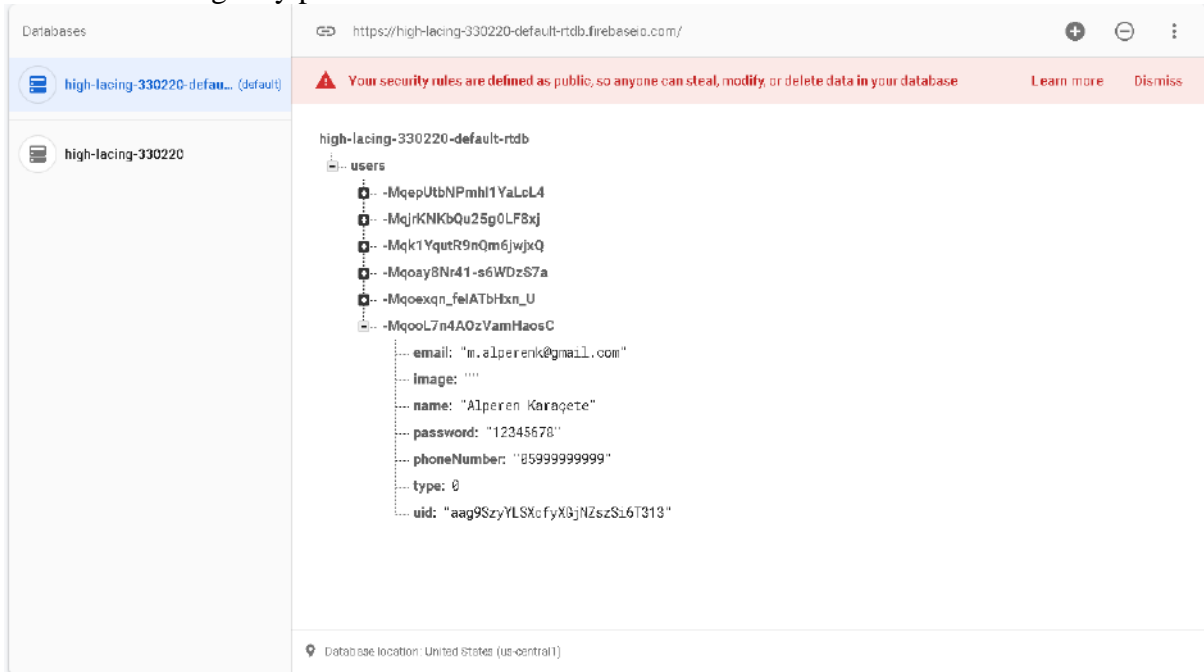 Databases
https://high-lacing-330220-default-rtdb.firebaseio.com/
high-lacing-330220-defau... (default)
Your security rules are defined as public, so anyone can steal, modify, or delete data in your database
Learn more
Dismiss
high-lacing-330220
high-lacing-330220-default-rtdb
users
-MqepUtbNPmhl1YaLcL4
-MqjrKNKbQu25g0LF8xj
-Mqk1YqutR9nQm6jwjxQ
-Mqoay8Nr41-s6WDzS7a
-Mqoexqn_felATbHxn_U
-MqooL7n4AOzVamHaosC
email: "m.alperenk@gmail.com"
image: ""
name: "Alperen Karaçete"
password: "12345678"
phoneNumber: "05999999999"
type: 0
uid: "aag9SzyYLSXcfyXGjNZszSi6T313"
Database location: United States (us-central1)